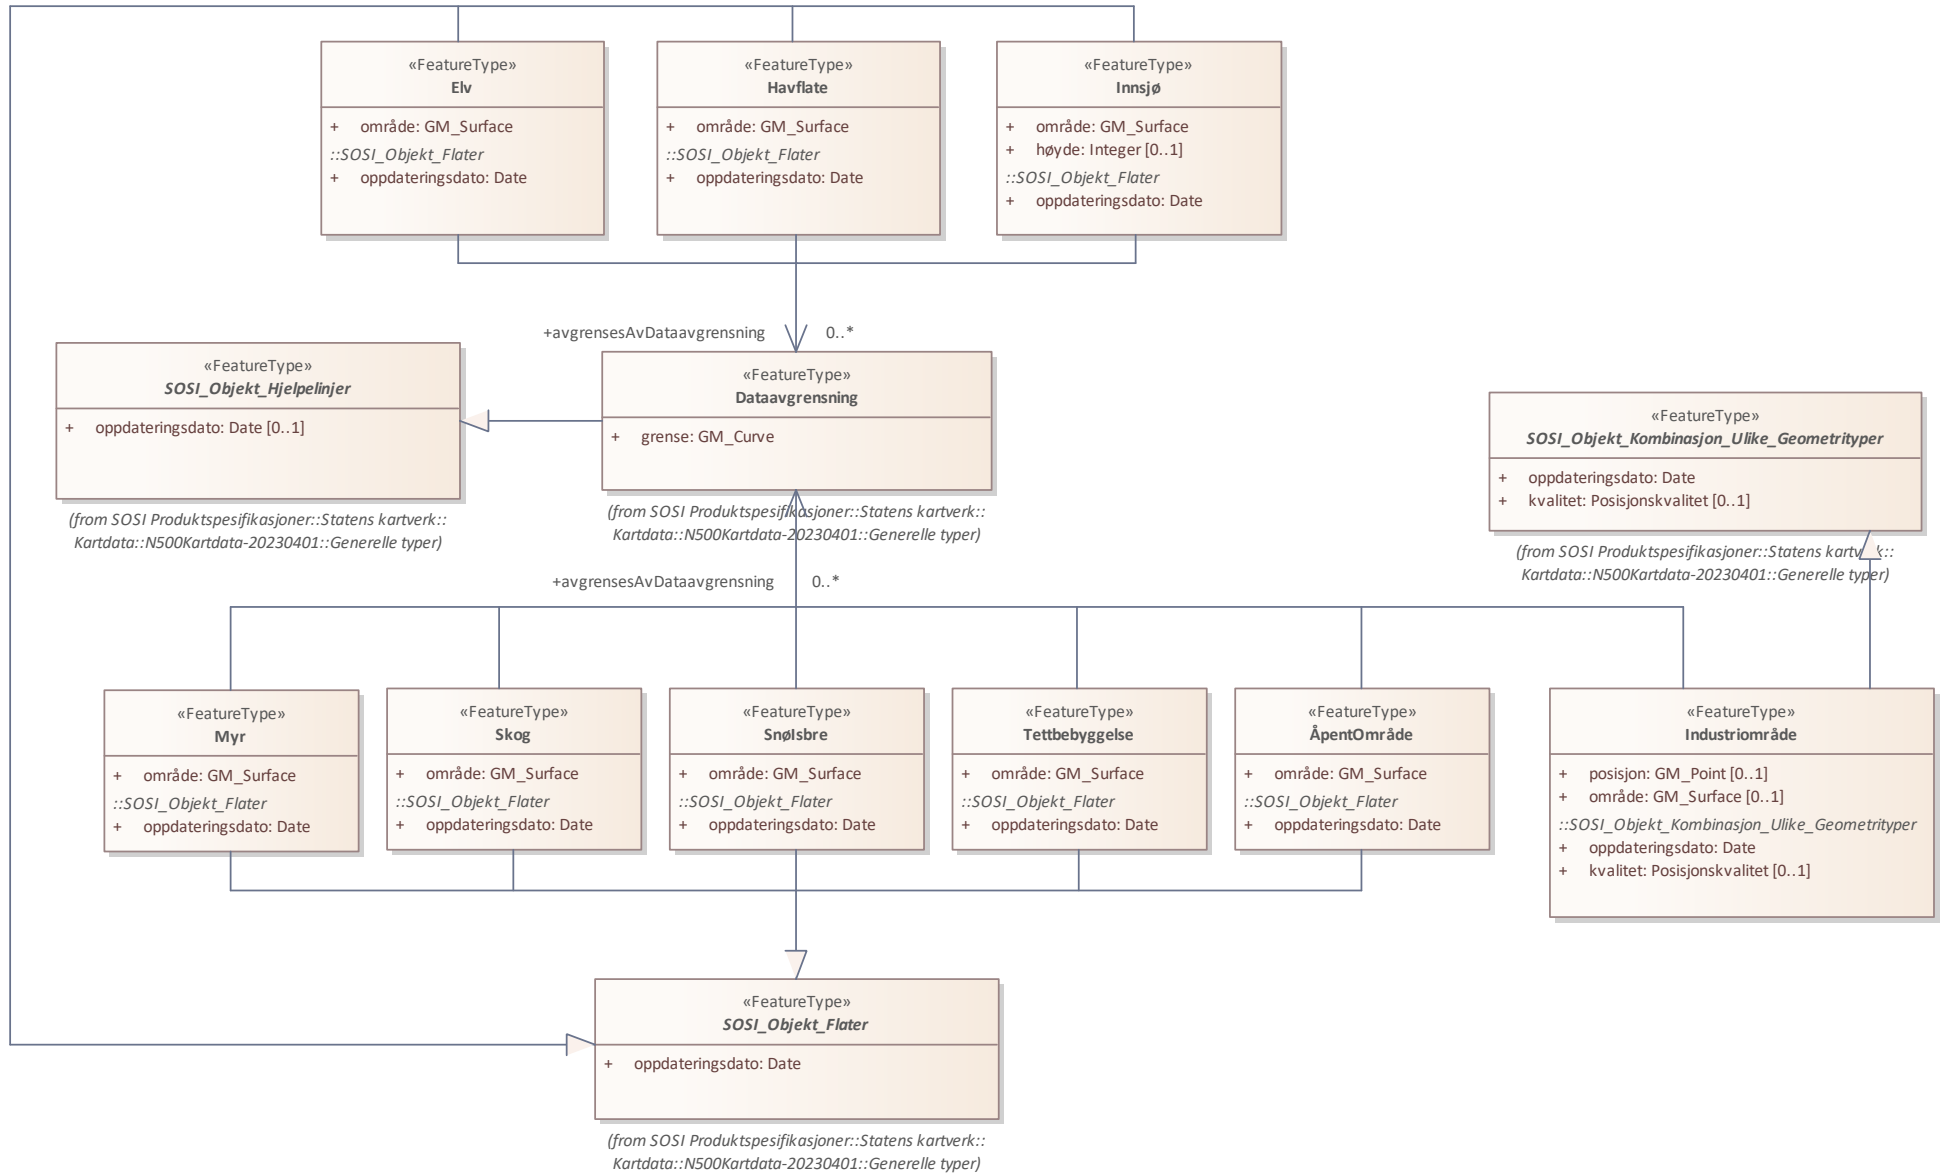 «FeatureType»
Elv
+ område: GM_Surface
::SOSI_Objekt_Flater
+ oppdateringsdato: Date
«FeatureType»
Havflate
+ område: GM_Surface
::SOSI_Objekt_Flater
+ oppdateringsdato: Date
«FeatureType»
Innsjø
+ område: GM_Surface
+ høyde: Integer [0..1]
::SOSI_Objekt_Flater
+ oppdateringsdato: Date
+avgrensesAvDataavgrensning 0..*
«FeatureType»
SOSI_Objekt_Hjelpelinjer
+ oppdateringsdato: Date [0..1]
(from SOSI Produktspesifikasjoner::Statens kartverk::
Kartdata::N500Kartdata-20230401::Generelle typer)
«FeatureType»
Dataavgrensning
+ grense: GM_Curve
(from SOSI Produktspesifikasjoner::Statens kartverk::
Kartdata::N500Kartdata-20230401::Generelle typer)
«FeatureType»
SOSI_Objekt_Kombinasjon_Ulike_Geometrityper
+ oppdateringsdato: Date
+ kvalitet: Posisjonskvalitet [0..1]
(from SOSI Produktspesifikasjoner::Statens kartverk::
Kartdata::N500Kartdata-20230401::Generelle typer)
+avgrensesAvDataavgrensning 0..*
«FeatureType»
Myr
+ område: GM_Surface
::SOSI_Objekt_Flater
+ oppdateringsdato: Date
«FeatureType»
Skog
+ område: GM_Surface
::SOSI_Objekt_Flater
+ oppdateringsdato: Date
«FeatureType»
SnøIsbre
+ område: GM_Surface
::SOSI_Objekt_Flater
+ oppdateringsdato: Date
«FeatureType»
Tettbebyggelse
+ område: GM_Surface
::SOSI_Objekt_Flater
+ oppdateringsdato: Date
«FeatureType»
ÅpentOmråde
+ område: GM_Surface
::SOSI_Objekt_Flater
+ oppdateringsdato: Date
«FeatureType»
Industriområde
+ posisjon: GM_Point [0..1]
+ område: GM_Surface [0..1]
::SOSI_Objekt_Kombinasjon_Ulike_Geometrityper
+ oppdateringsdato: Date
+ kvalitet: Posisjonskvalitet [0..1]
«FeatureType»
SOSI_Objekt_Flater
+ oppdateringsdato: Date
(from SOSI Produktspesifikasjoner::Statens kartverk::
Kartdata::N500Kartdata-20230401::Generelle typer)